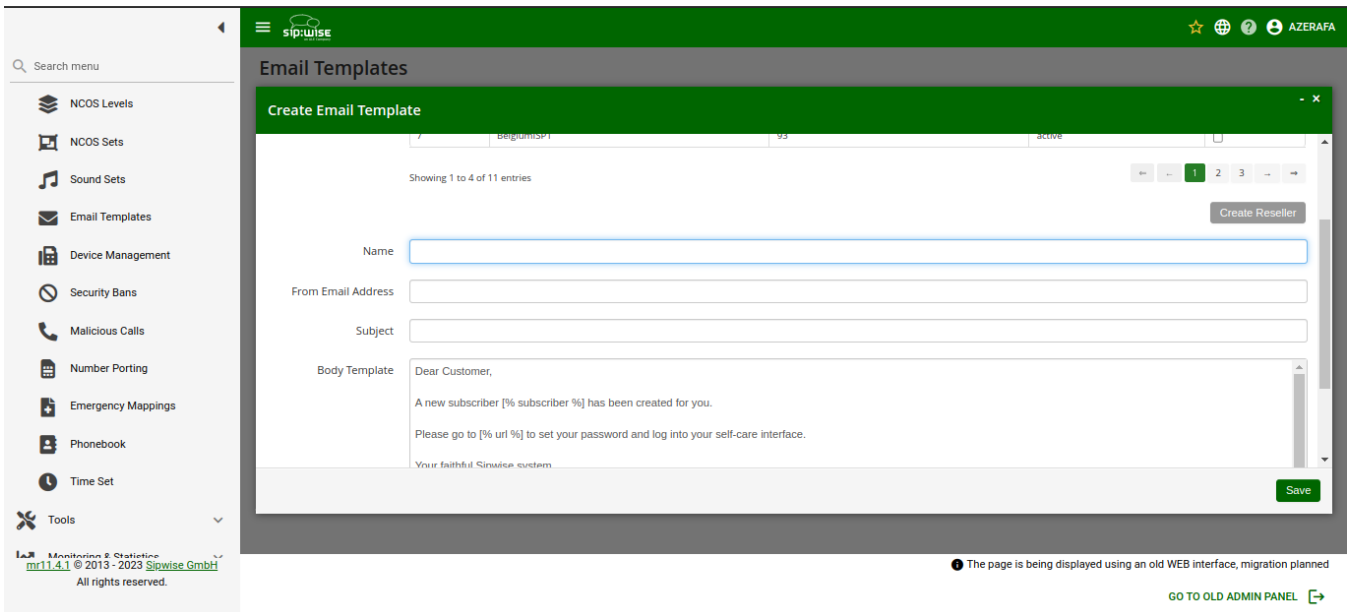 sip:wise
AZERAFA
Search menu
NCOS Levels
NCOS Sets
Sound Sets
Email Templates
Device Management
Security Bans
Malicious Calls
Number Porting
Emergency Mappings
Phonebook
Time Set
Tools
Monitoring & Statistics
mr11.4.1 © 2013 - 2023 Sipwise GmbH
All rights reserved.
Email Templates
Create Email Template
- ×
7 BelgiumISPT 93 active
Showing 1 to 4 of 11 entries
⇐ ← 1 2 3 → ⇒
Create Reseller
Name
From Email Address
Subject
Body Template
Dear Customer,
A new subscriber [% subscriber %] has been created for you.
Please go to [% url %] to set your password and log into your self-care interface.
Your faithful Sipwise system
Save
The page is being displayed using an old WEB interface, migration planned
GO TO OLD ADMIN PANEL